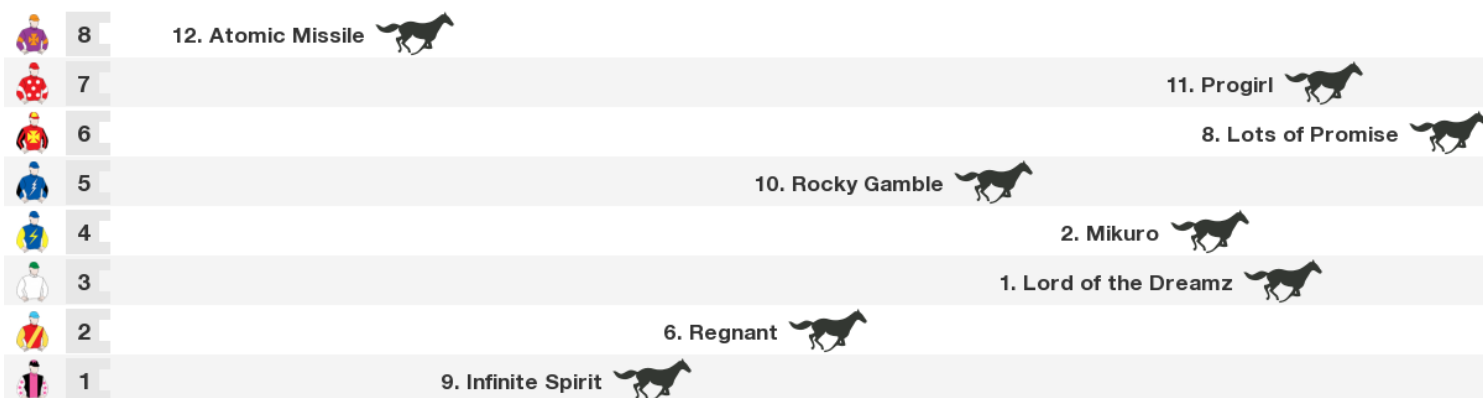 8 12. Atomic Missile
7 11. Progirl
6 8. Lots of Promise
5 10. Rocky Gamble
4 2. Mikuro
3 1. Lord of the Dreamz
2 6. Regnant
1 9. Infinite Spirit